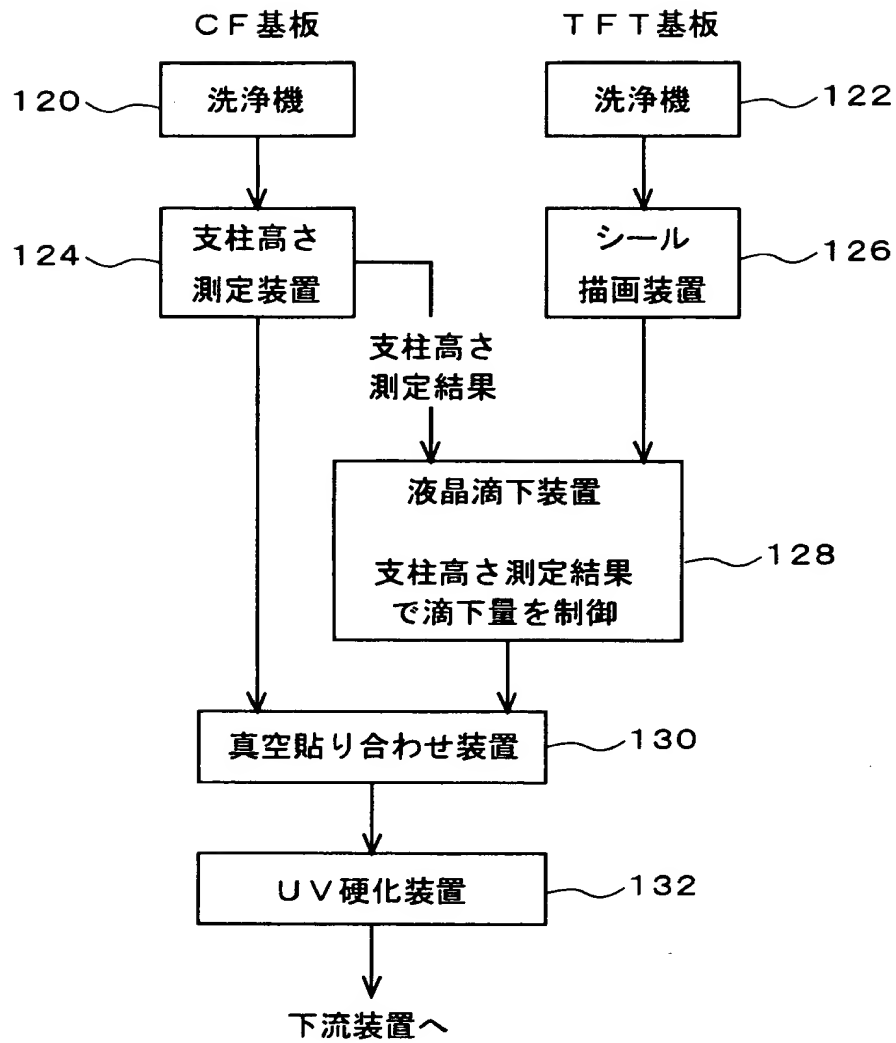 ＣＦ基板
ＴＦＴ基板
120
洗浄機
洗浄機
122
124
支柱高さ
測定装置
シール
描画装置
126
支柱高さ
測定結果
液晶滴下装置
支柱高さ測定結果
で滴下量を制御
128
真空貼り合わせ装置
130
ＵＶ硬化装置
132
下流装置へ